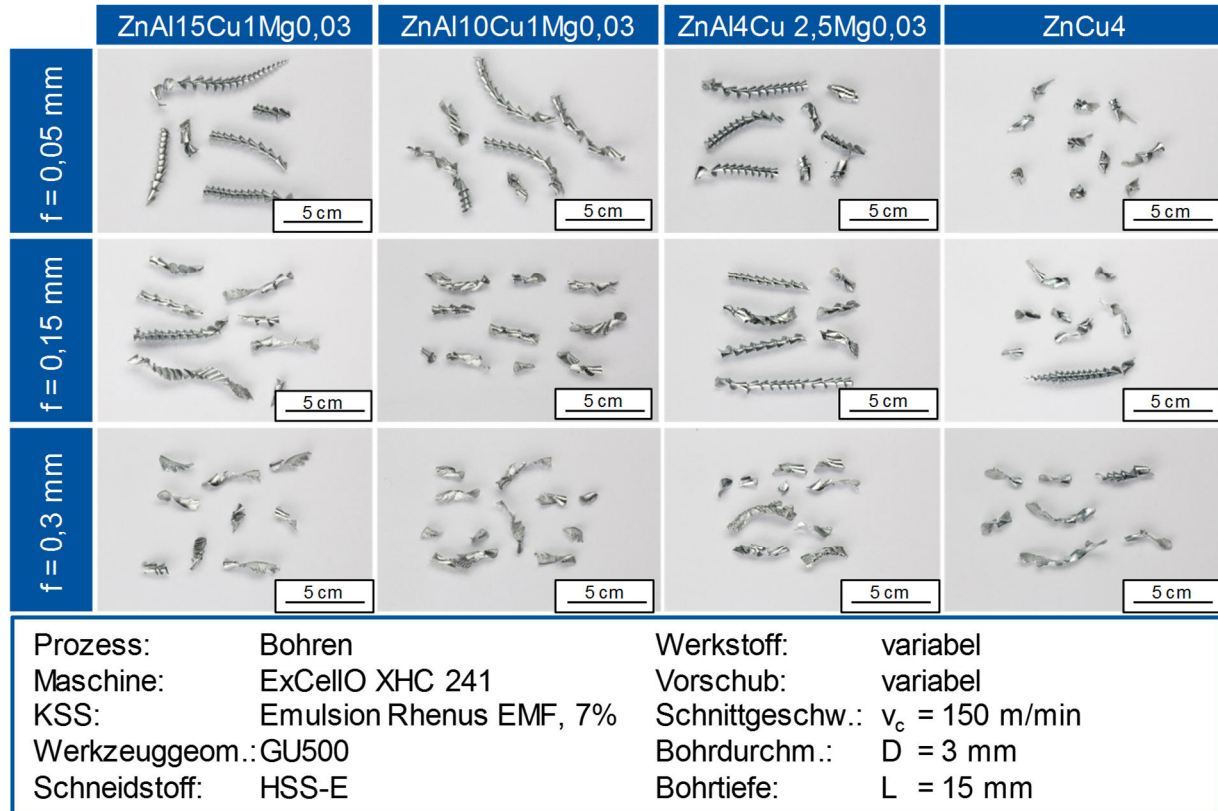 ZnAl15Cu1Mg0,03 ZnAl10Cu1Mg0,03 ZnAl4Cu 2,5Mg0,03 ZnCu4
f = 0,05 mm
5 cm 5 cm 5 cm 5 cm
f = 0,15 mm
5 cm 5 cm 5 cm 5 cm
f = 0,3 mm
5 cm 5 cm 5 cm 5 cm
Prozess: Bohren Werkstoff: variabel
Maschine: ExCellO XHC 241 Vorschub: variabel
KSS: Emulsion Rhenus EMF, 7% Schnittgeschw.: vc = 150 m/min
Werkzeuggeom.: GU500 Bohrdurchm.: D = 3 mm
Schneidstoff: HSS-E Bohrtiefe: L = 15 mm